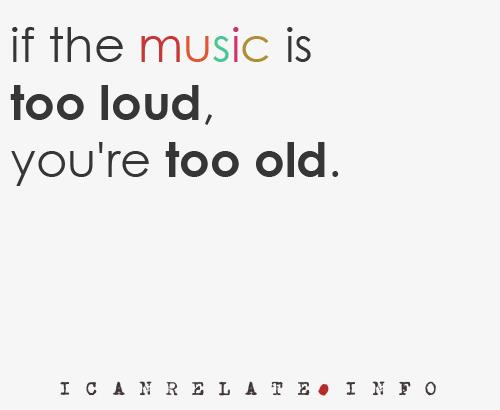 if the music is
too loud,
you're too old.
ICANRELATE.INFO